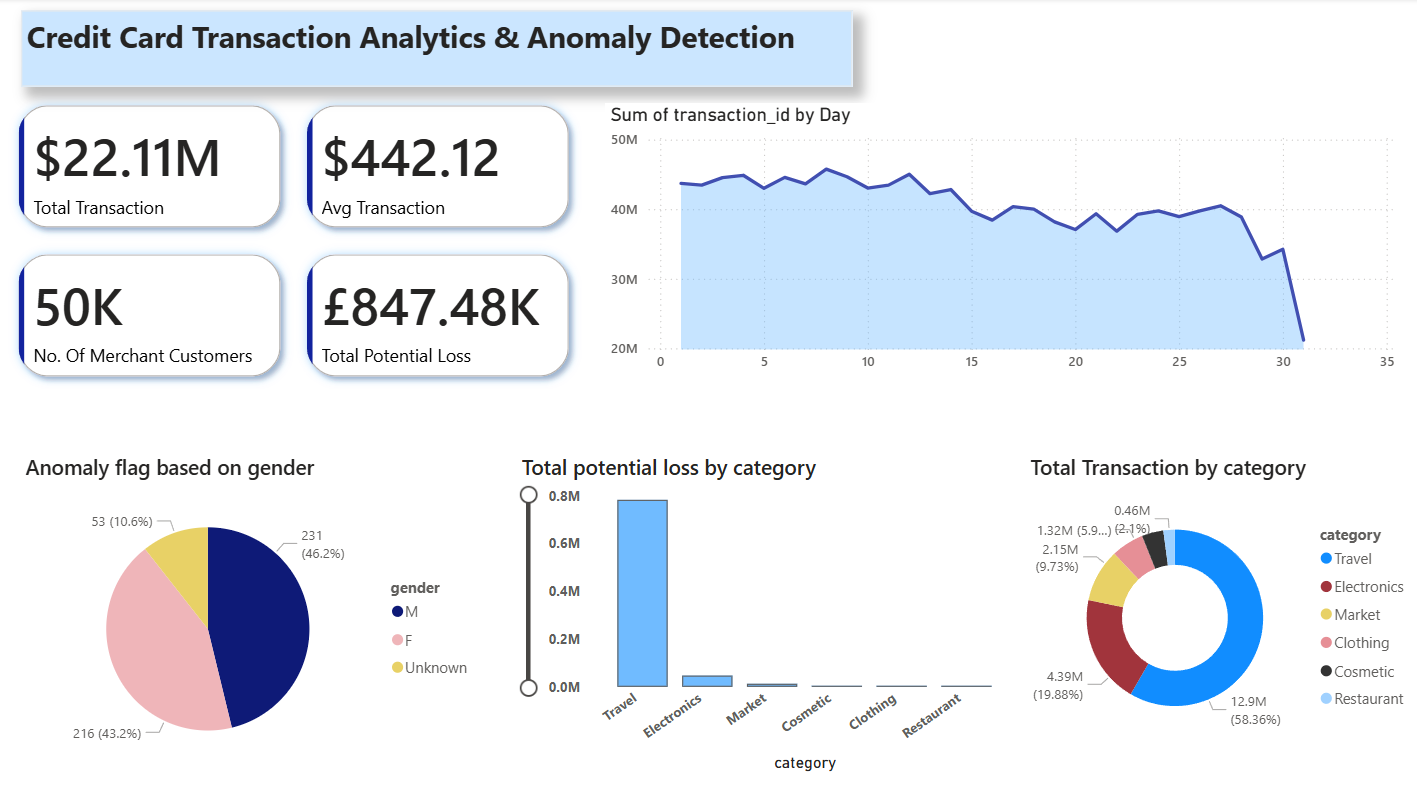 Credit Card Transaction Analytics & Anomaly Detection
$22.11M
Total Transaction
$442.12
Avg Transaction
50K
No. Of Merchant Customers
£847.48K
Total Potential Loss
Sum of transaction_id by Day
50M
40M
30M
20M
0 5 10 15 20 25 30 35
Anomaly flag based on gender
53 (10.6%)
231
(46.2%)
216 (43.2%)
gender
M
F
Unknown
Total potential loss by category
0.8M
0.6M
0.4M
0.2M
0.0M
Travel Electronics Market Cosmetic Clothing Restaurant
category
Total Transaction by category
0.46M
(2.1%)
1.32M (5.9...)
2.15M
(9.73%)
4.39M
(19.88%)
12.9M
(58.36%)
category
Travel
Electronics
Market
Clothing
Cosmetic
Restaurant